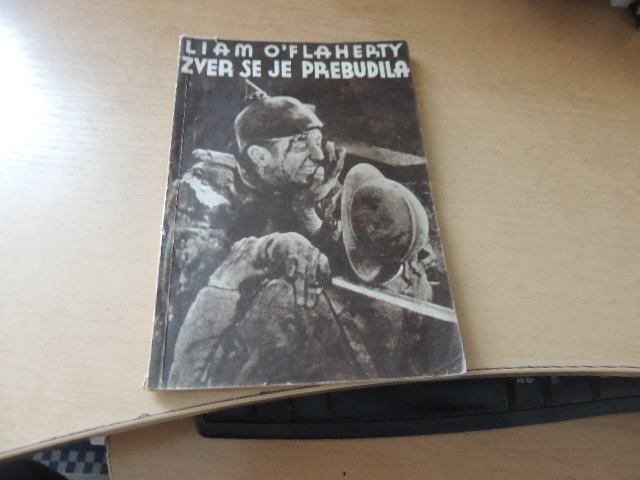 LIAM O'FLAHERTY
ZVER SE JE PREBUDILA